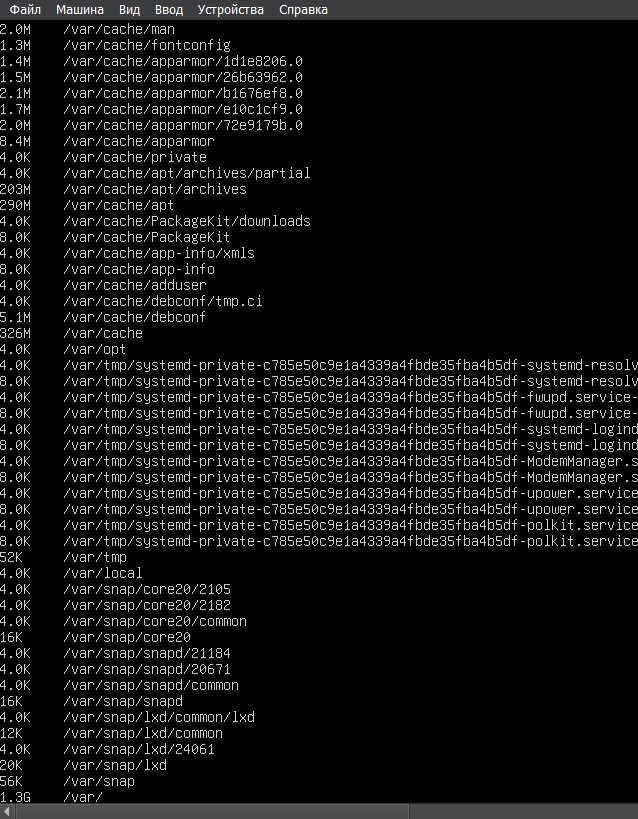 Файл Машина Вид Ввод Устройства Справка
2.0M /var/cache/man
1.3M /var/cache/fontconfig
1.4M /var/cache/apparmor/1d1e8206.0
1.5M /var/cache/apparmor/26b63962.0
2.1M /var/cache/apparmor/b1676ef8.0
1.7M /var/cache/apparmor/e10c1cf9.0
2.0M /var/cache/apparmor/72e9179b.0
8.4M /var/cache/apparmor
4.0K /var/cache/private
4.0K /var/cache/apt/archives/partial
203M /var/cache/apt/archives
290M /var/cache/apt
4.0K /var/cache/PackageKit/downloads
8.0K /var/cache/PackageKit
4.0K /var/cache/app-info/xmls
8.0K /var/cache/app-info
4.0K /var/cache/adduser
4.0K /var/cache/debconf/tmp.ci
5.1M /var/cache/debconf
326M /var/cache
4.0K /var/opt
4.0K /var/tmp/systemd-private-c785e50c9e1a4339a4fbde35fba4b5df-systemd-resolv
8.0K /var/tmp/systemd-private-c785e50c9e1a4339a4fbde35fba4b5df-systemd-resolv
4.0K /var/tmp/systemd-private-c785e50c9e1a4339a4fbde35fba4b5df-fwupd.service-
8.0K /var/tmp/systemd-private-c785e50c9e1a4339a4fbde35fba4b5df-fwupd.service-
4.0K /var/tmp/systemd-private-c785e50c9e1a4339a4fbde35fba4b5df-systemd-logind
8.0K /var/tmp/systemd-private-c785e50c9e1a4339a4fbde35fba4b5df-systemd-logind
4.0K /var/tmp/systemd-private-c785e50c9e1a4339a4fbde35fba4b5df-ModemManager.s
8.0K /var/tmp/systemd-private-c785e50c9e1a4339a4fbde35fba4b5df-ModemManager.s
4.0K /var/tmp/systemd-private-c785e50c9e1a4339a4fbde35fba4b5df-upower.service
8.0K /var/tmp/systemd-private-c785e50c9e1a4339a4fbde35fba4b5df-upower.service
4.0K /var/tmp/systemd-private-c785e50c9e1a4339a4fbde35fba4b5df-polkit.service
8.0K /var/tmp/systemd-private-c785e50c9e1a4339a4fbde35fba4b5df-polkit.service
52K /var/tmp
4.0K /var/local
4.0K /var/snap/core20/2105
4.0K /var/snap/core20/2182
4.0K /var/snap/core20/common
16K /var/snap/core20
4.0K /var/snap/snapd/21184
4.0K /var/snap/snapd/20671
4.0K /var/snap/snapd/common
16K /var/snap/snapd
4.0K /var/snap/lxd/common/lxd
12K /var/snap/lxd/common
4.0K /var/snap/lxd/24061
20K /var/snap/lxd
56K /var/snap
1.3G /var/